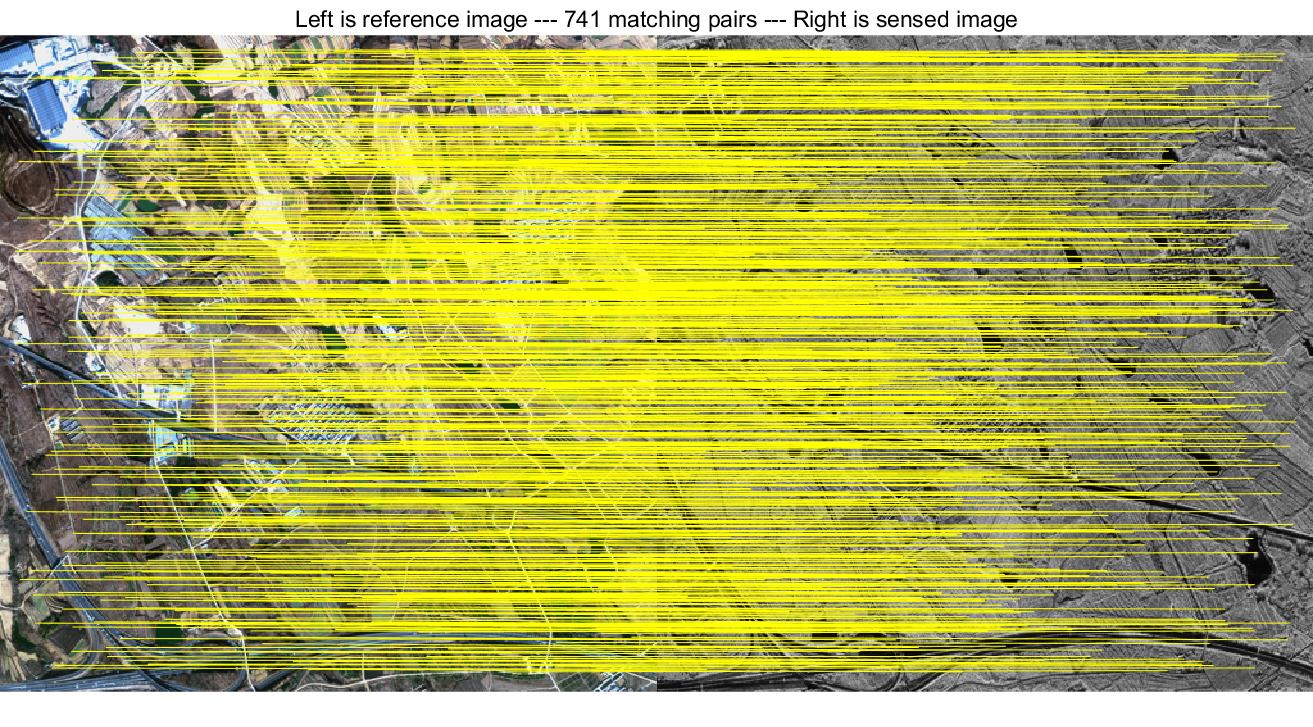 Left is reference image --- 741 matching pairs --- Right is sensed image